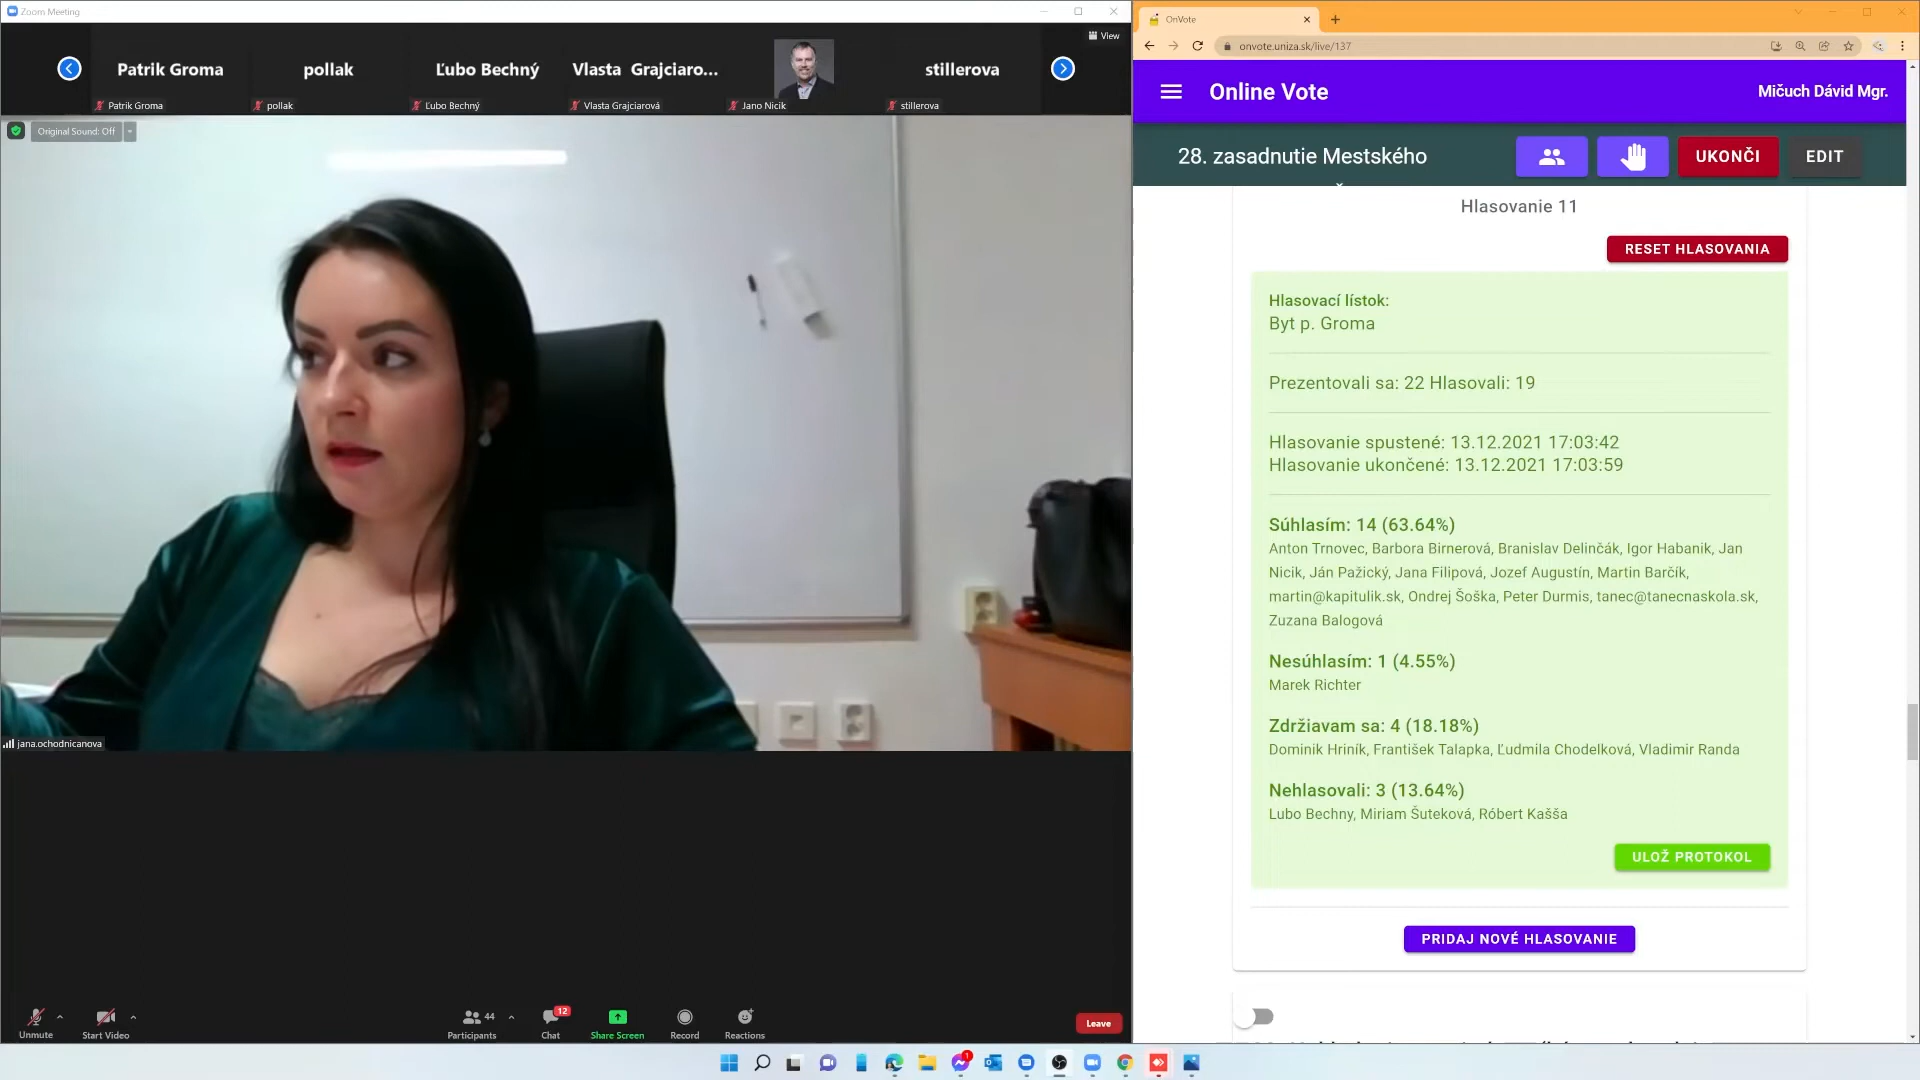 Zoom Meeting
View
Patrik Groma
pollak
Ľubo Bechný
Vlasta Grajciaro...
stillerova
Patrik Groma
pollak
Ľubo Bechný
Vlasta Grajciarová
Jano Nicík
stillerova
Original Sound: Off
jana.ochodnicanova
Unmute
Start Video
44
Participants
12
Chat
Share Screen
Record
Reactions
Leave
OnVote
onvote.uniza.sk/live/137
Online Vote
Mičuch Dávid Mgr.
28. zasadnutie Mestského
UKONČI
EDIT
Hlasovanie 11
RESET HLASOVANIA
Hlasovací lístok:
Byt p. Groma
Prezentovali sa: 22 Hlasovali: 19
Hlasovanie spustené: 13.12.2021 17:03:42
Hlasovanie ukončené: 13.12.2021 17:03:59
Súhlasím: 14 (63.64%)
Anton Trnovec, Barbora Birnerová, Branislav Delinčák, Igor Habanik, Jan
Nicik, Ján Pažický, Jana Filipová, Jozef Augustín, Martin Barčík,
martin@kapitulik.sk, Ondrej Šoška, Peter Durmis, tanec@tanecnaskola.sk,
Zuzana Balogová
Nesúhlasím: 1 (4.55%)
Marek Richter
Zdržiavam sa: 4 (18.18%)
Dominik Hriník, František Talapka, Ľudmila Chodelková, Vladimir Randa
Nehlasovali: 3 (13.64%)
Lubo Bechny, Miriam Šuteková, Róbert Kašša
ULOŽ PROTOKOL
PRIDAJ NOVÉ HLASOVANIE